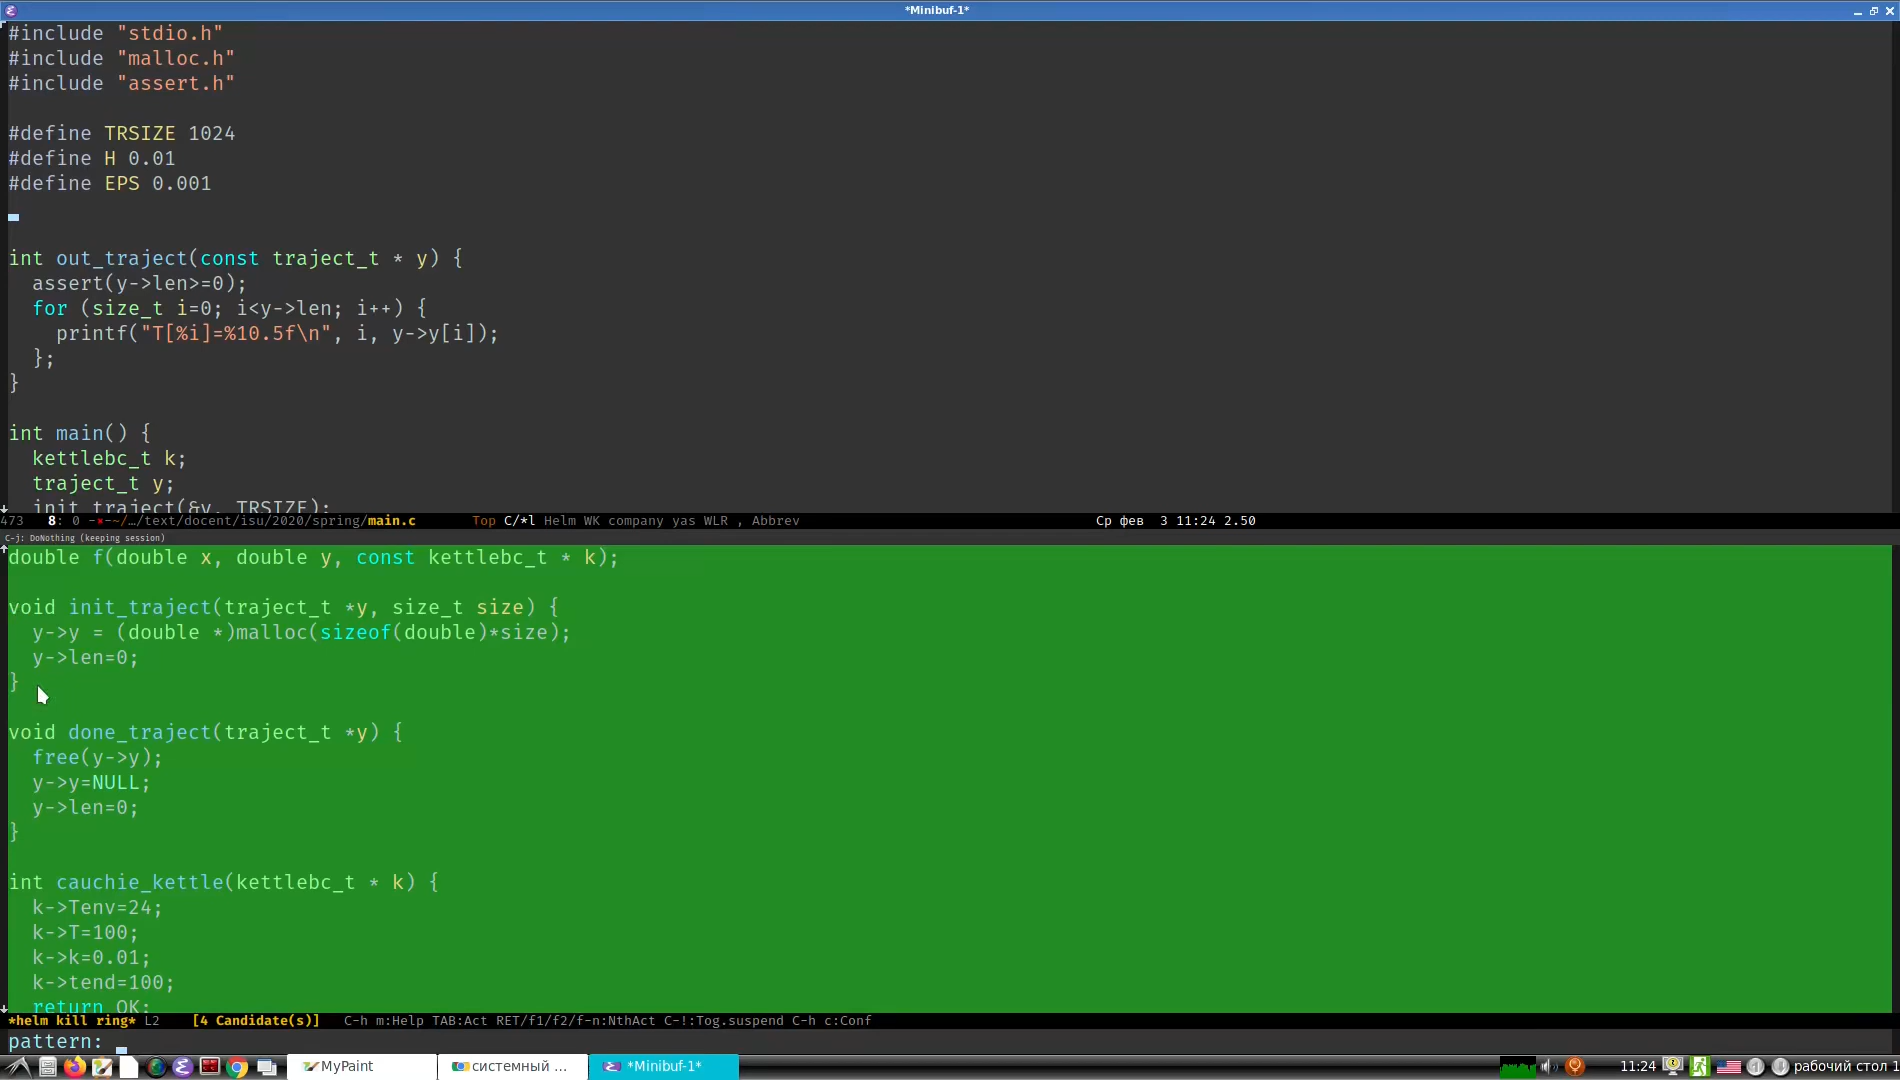 *Minibuf-1*
#include "stdio.h"
#include "malloc.h"
#include "assert.h"
#define TRSIZE 1024
#define H 0.01
#define EPS 0.001
int out_traject(const traject_t * y) {
  assert(y->len>=0);
  for (size_t i=0; i<y->len; i++) {
    printf("T[%i]=%10.5f\n", i, y->y[i]);
  };
}
int main() {
  kettlebc_t k;
  traject_t y;
  init_traject(&y, TRSIZE);
473 8: 0 -*-~/…/text/docent/isu/2020/spring/main.c Top C/*l Helm WK company yas WLR , Abbrev Ср фев 3 11:24 2.50
C-j: DoNothing (keeping session)
double f(double x, double y, const kettlebc_t * k);
void init_traject(traject_t *y, size_t size) {
  y->y = (double *)malloc(sizeof(double)*size);
  y->len=0;
}
void done_traject(traject_t *y) {
  free(y->y);
  y->y=NULL;
  y->len=0;
}
int cauchie_kettle(kettlebc_t * k) {
  k->Tenv=24;
  k->T=100;
  k->k=0.01;
  k->tend=100;
  return OK;
*helm kill ring* L2 [4 Candidate(s)] C-h m:Help TAB:Act RET/f1/f2/f-n:NthAct C-!:Tog.suspend C-h c:Conf
pattern:
MyPaint системный ... *Minibuf-1* 11:24 рабочий стол 1